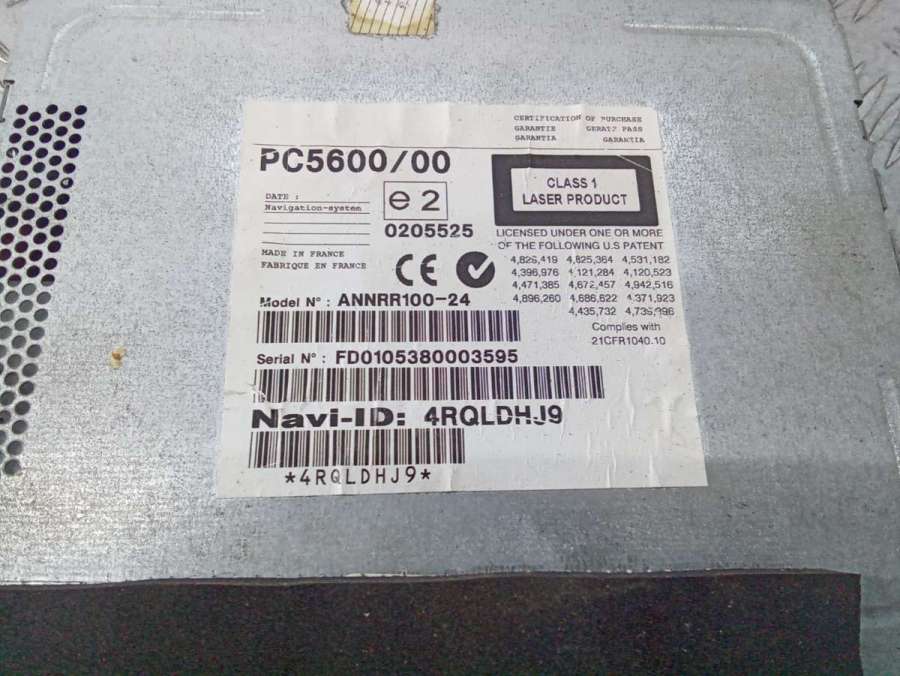 CERTIFICATION OF PURCHASE
GARANTIE GERATE PASS
GARANTIA GARANTIA
PC5600/00
DATE :
Navigation-system
e2
0205525
MADE IN FRANCE
FABRIQUE EN FRANCE
CE
CLASS 1
LASER PRODUCT
LICENSED UNDER ONE OR MORE
OF THE FOLLOWING U.S PATENT
4,826,419 4,825,364 4,531,182
4,396,976 4,121,284 4,120,523
4,471,385 4,672,457 4,942,516
4,896,260 4,686,622 4,371,923
4,435,732
Complies with
21CFR1040.10
Model N° : ANNRR100-24
Serial N° : FD0105380003595
Navi-ID: 4RQLDHJ9
*4RQLDHJ9*